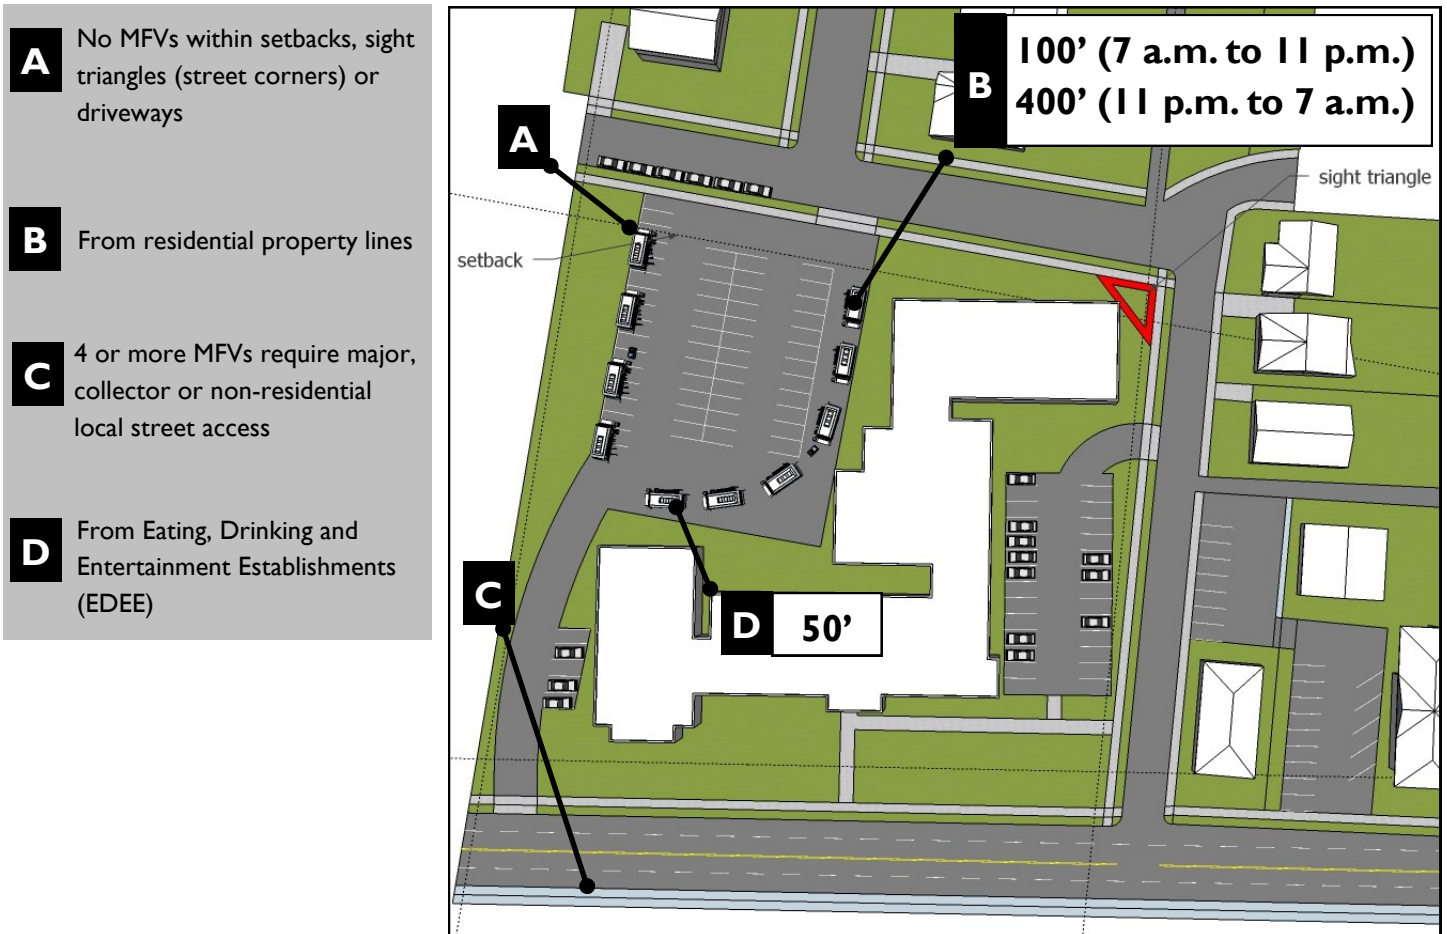 A
No MFVs within setbacks, sight
triangles (street corners) or
driveways
B
From residential property lines
C
4 or more MFVs require major,
collector or non-residential
local street access
D
From Eating, Drinking and
Entertainment Establishments
(EDEE)
B
100’ (7 a.m. to 11 p.m.)
400’ (11 p.m. to 7 a.m.)
A
sight triangle
setback
C
D
50’